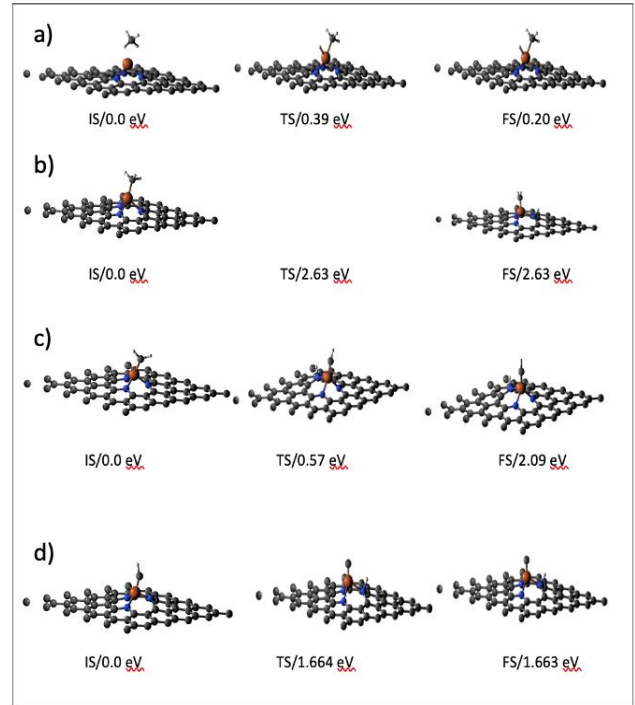 a)
IS/0.0 eV
TS/0.39 eV
FS/0.20 eV
b)
IS/0.0 eV
TS/2.63 eV
FS/2.63 eV
c)
IS/0.0 eV
TS/0.57 eV
FS/2.09 eV
d)
IS/0.0 eV
TS/1.664 eV
FS/1.663 eV